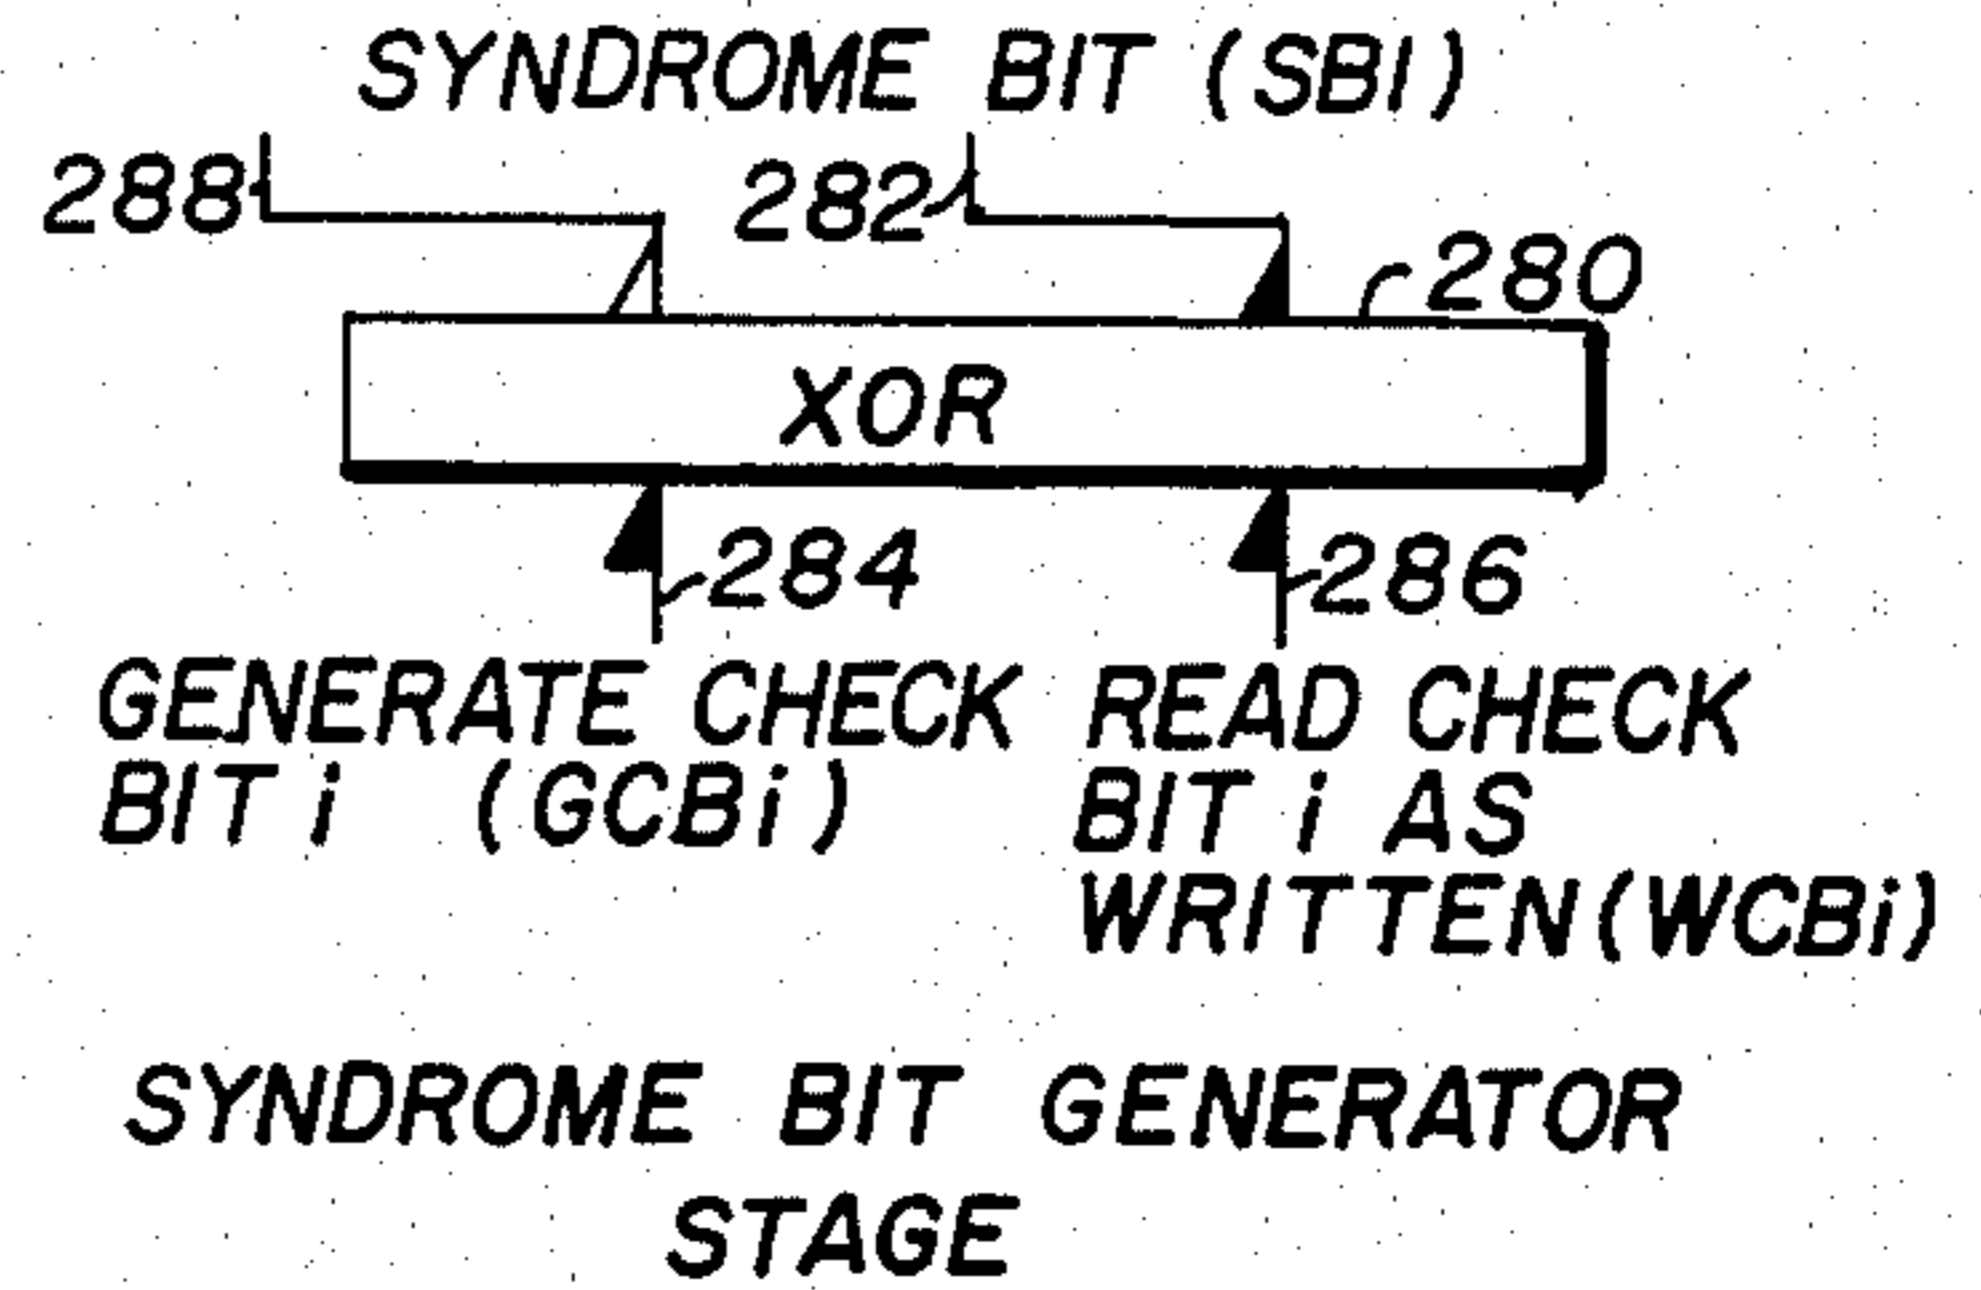 SYNDROME BIT (SBI)
288 282
280
XOR
284 286
GENERATE CHECK
BIT i (GCBi)
READ CHECK
BIT i AS
WRITTEN (WCBi)
SYNDROME BIT GENERATOR
STAGE